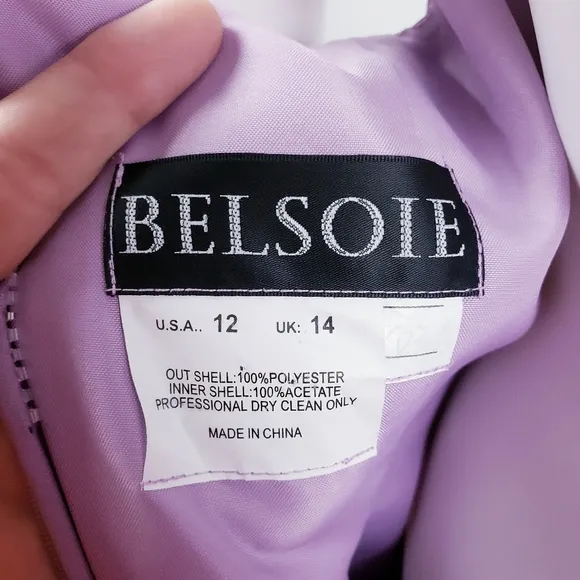 BELSOIE
U.S.A.. 12 UK: 14
OUT SHELL:100%POLYESTER
INNER SHELL:100%ACETATE
PROFESSIONAL DRY CLEAN ONLY
MADE IN CHINA